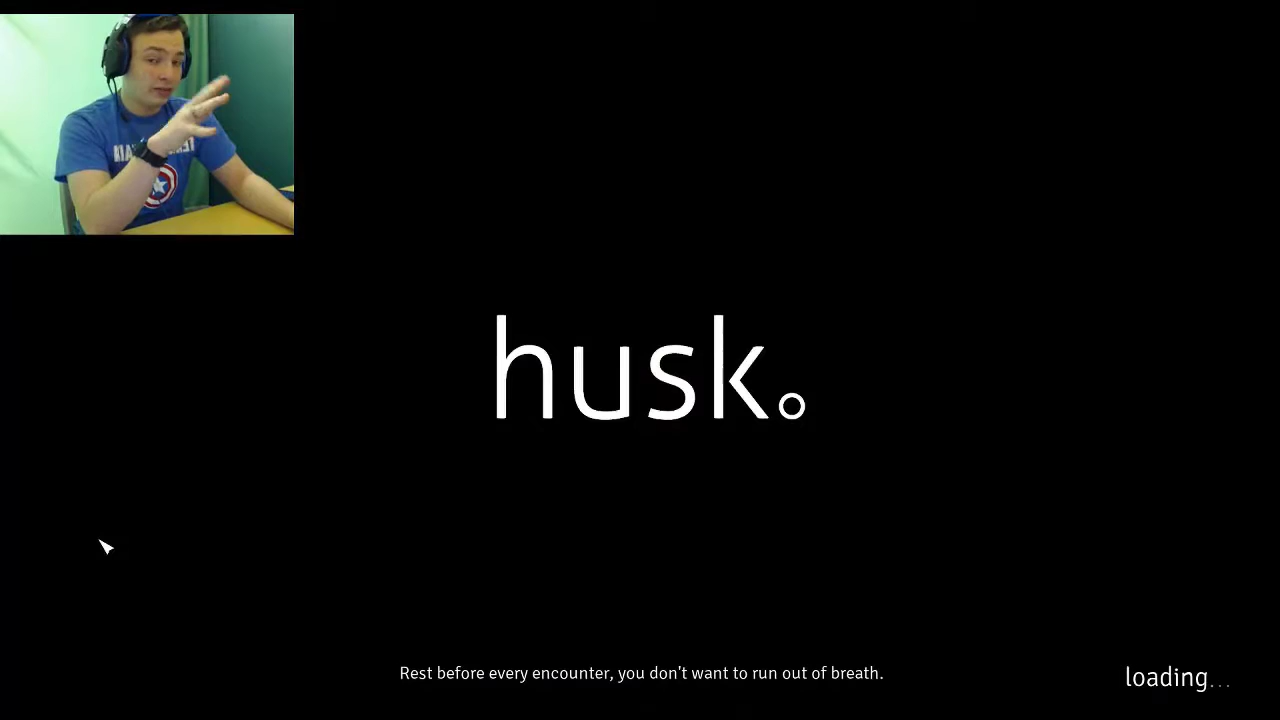 husk.
Rest before every encounter, you don't want to run out of breath.
loading...